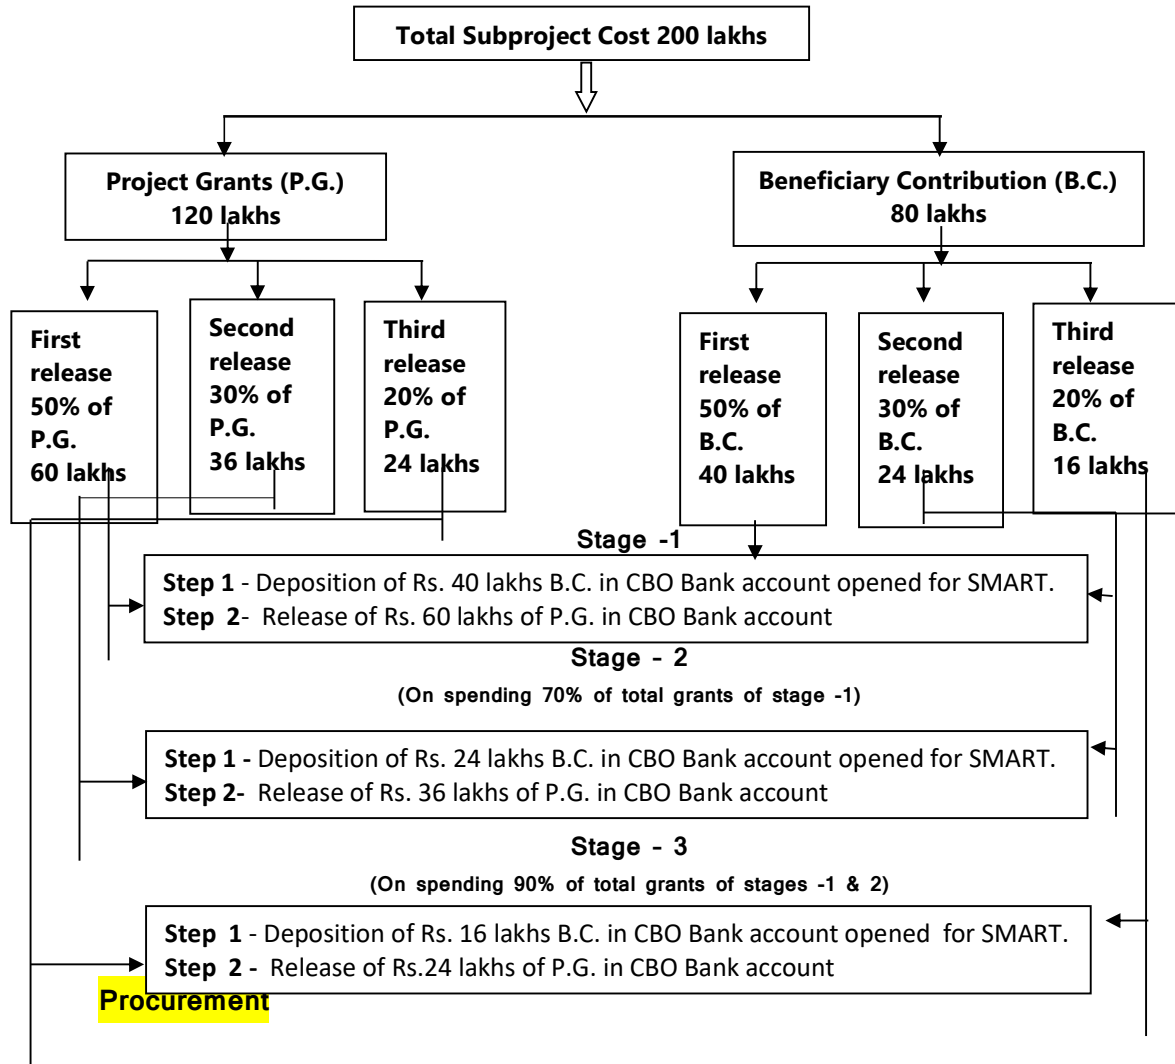 Total Subproject Cost 200 lakhs
Project Grants (P.G.)
120 lakhs
Beneficiary Contribution (B.C.)
80 lakhs
First
release
50% of
P.G.
60 lakhs
Second
release
30% of
P.G.
36 lakhs
Third
release
20% of
P.G.
24 lakhs
First
release
50% of
B.C.
40 lakhs
Second
release
30% of
B.C.
24 lakhs
Third
release
20% of
B.C.
16 lakhs
Stage -1
Step 1 - Deposition of Rs. 40 lakhs B.C. in CBO Bank account opened for SMART.
Step 2- Release of Rs. 60 lakhs of P.G. in CBO Bank account
Stage - 2
(On spending 70% of total grants of stage -1)
Step 1 - Deposition of Rs. 24 lakhs B.C. in CBO Bank account opened for SMART.
Step 2- Release of Rs. 36 lakhs of P.G. in CBO Bank account
Stage - 3
(On spending 90% of total grants of stages -1 & 2)
Step 1 - Deposition of Rs. 16 lakhs B.C. in CBO Bank account opened for SMART.
Step 2 - Release of Rs.24 lakhs of P.G. in CBO Bank account
Procurement